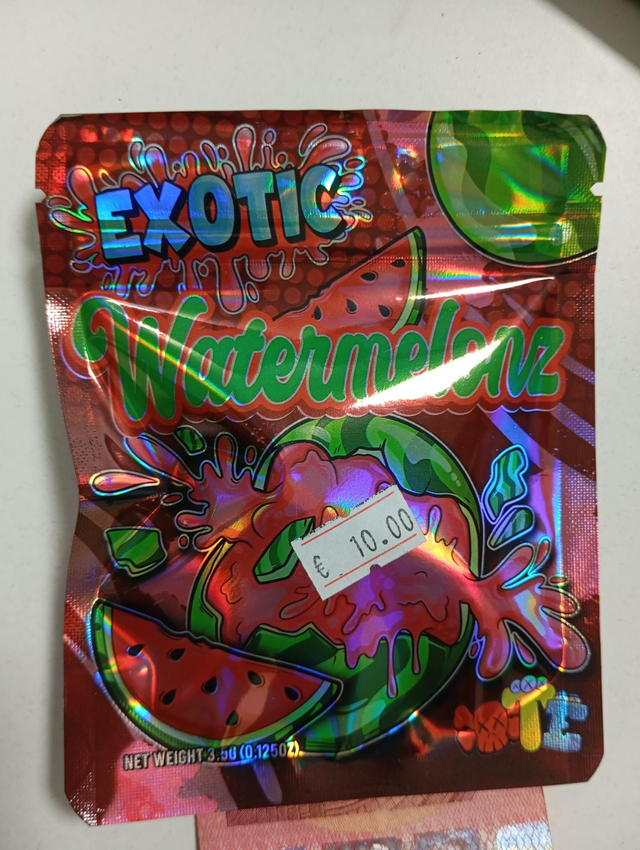 EXOTIC
Watermelonz
€ 10.00
NET WEIGHT 3.5G (0.125OZ)